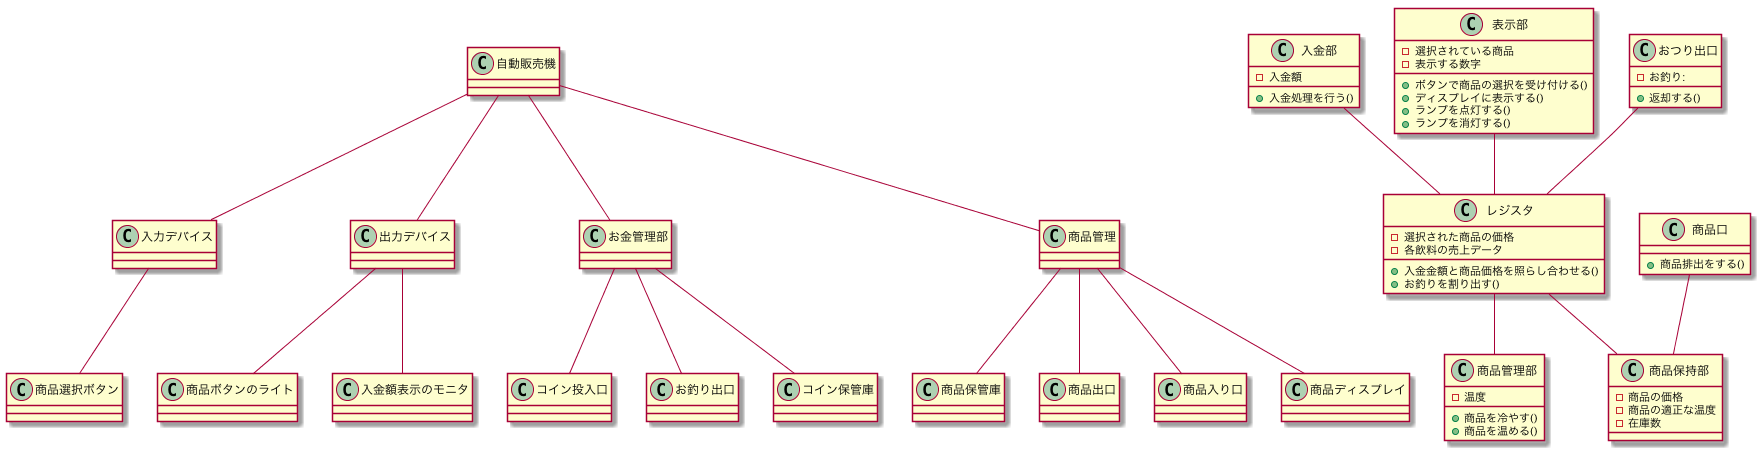 C 自動販売機
C 入力デバイス
C 出力デバイス
C お金管理部
C 商品管理
C 商品選択ボタン
C 商品ボタンのライト
C 入金額表示のモニタ
C コイン投入口
C お釣り出口
C コイン保管庫
C 商品保管庫
C 商品出口
C 商品入り口
C 商品ディスプレイ
C 入金部
入金額
入金処理を行う()
C 表示部
選択されている商品
表示する数字
ボタンで商品の選択を受け付ける()
ディスプレイに表示する()
ランプを点灯する()
ランプを消灯する()
C おつり出口
お釣り:
返却する()
C レジスタ
選択された商品の価格
各飲料の売上データ
入金金額と商品価格を照らし合わせる()
お釣りを割り出す()
C 商品口
商品排出をする()
C 商品管理部
温度
商品を冷やす()
商品を温める()
C 商品保持部
商品の価格
商品の適正な温度
在庫数